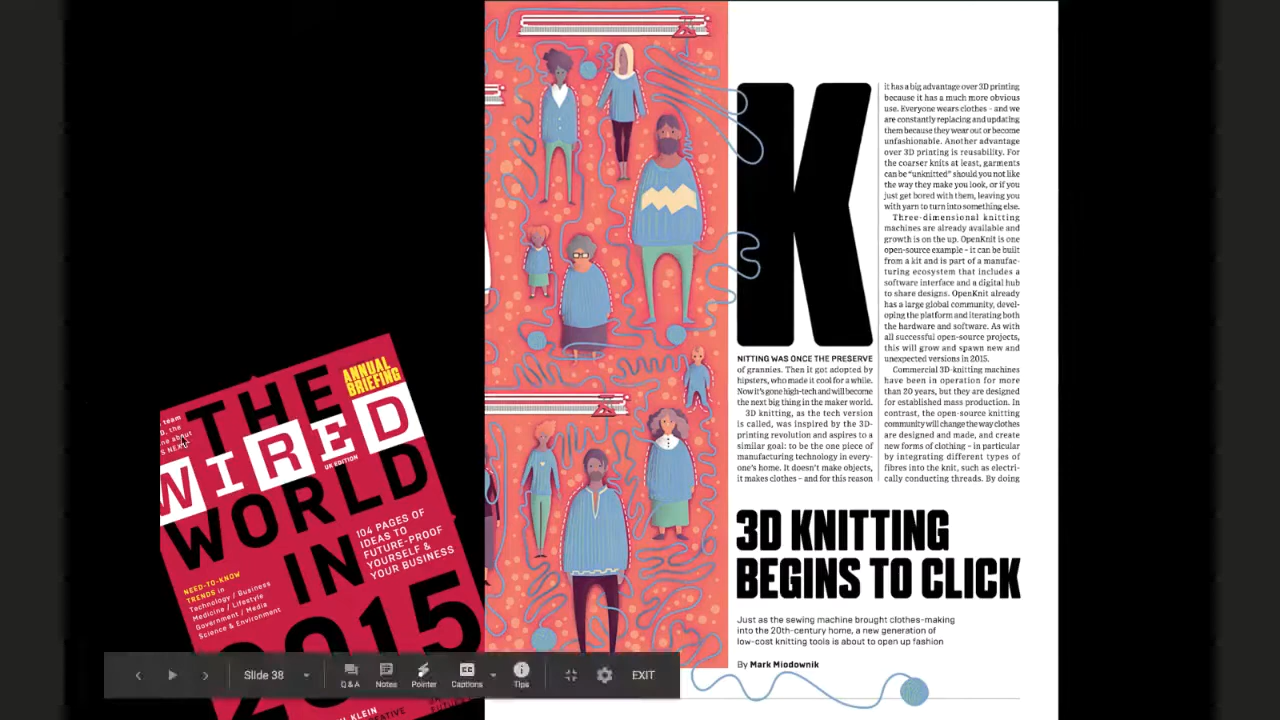 K
NITTING WAS ONCE THE PRESERVE
of grannies. Then it got adopted by
hipsters, who made it cool for a while.
Now it's gone high-tech and will become
the next big thing in the maker world.
3D knitting, as the tech version
is called, was inspired by the 3D-
printing revolution and aspires to a
similar goal: to be the one piece of
manufacturing technology in every-
one's home. It doesn't make objects,
it makes clothes – and for this reason
it has a big advantage over 3D printing
because it has a much more obvious
use. Everyone wears clothes – and we
are constantly replacing and updating
them because they wear out or become
unfashionable. Another advantage
over 3D printing is reusability. For
the coarser knits at least, garments
can be "unknitted" should you not like
the way they make you look, or if you
just get bored with them, leaving you
with yarn to turn into something else.
Three-dimensional knitting
machines are already available and
growth is on the up. OpenKnit is one
open-source example – it can be built
from a kit and is part of a manufac-
turing ecosystem that includes a
software interface and a digital hub
to share designs. OpenKnit already
has a large global community, devel-
oping the platform and iterating both
the hardware and software. As with
all successful open-source projects,
this will grow and spawn new and
unexpected versions in 2015.
Commercial 3D-knitting machines
have been in operation for more
than 20 years, but they are designed
for established mass production. In
contrast, the open-source knitting
community will change the way clothes
are designed and made, and create
new forms of clothing – in particular
by integrating different types of
fibres into the knit, such as electri-
cally conducting threads. By doing
3D KNITTING
BEGINS TO CLICK
Just as the sewing machine brought clothes-making
into the 20th-century home, a new generation of
low-cost knitting tools is about to open up fashion
By Mark Miodownik
team
the
about
NEXT
ANNUAL
BRIEFING
THE
WIRED
UK EDITION
WORLD
IN
2015
104 PAGES OF
IDEAS TO
FUTURE-PROOF
YOURSELF &
YOUR BUSINESS
NEED-TO-KNOW
TRENDS in
Technology / Business
Medicine / Lifestyle
Government / Media
Science & Environment
KLEIN
Slide 38
Q & A
Notes
Pointer
Captions
Tips
EXIT